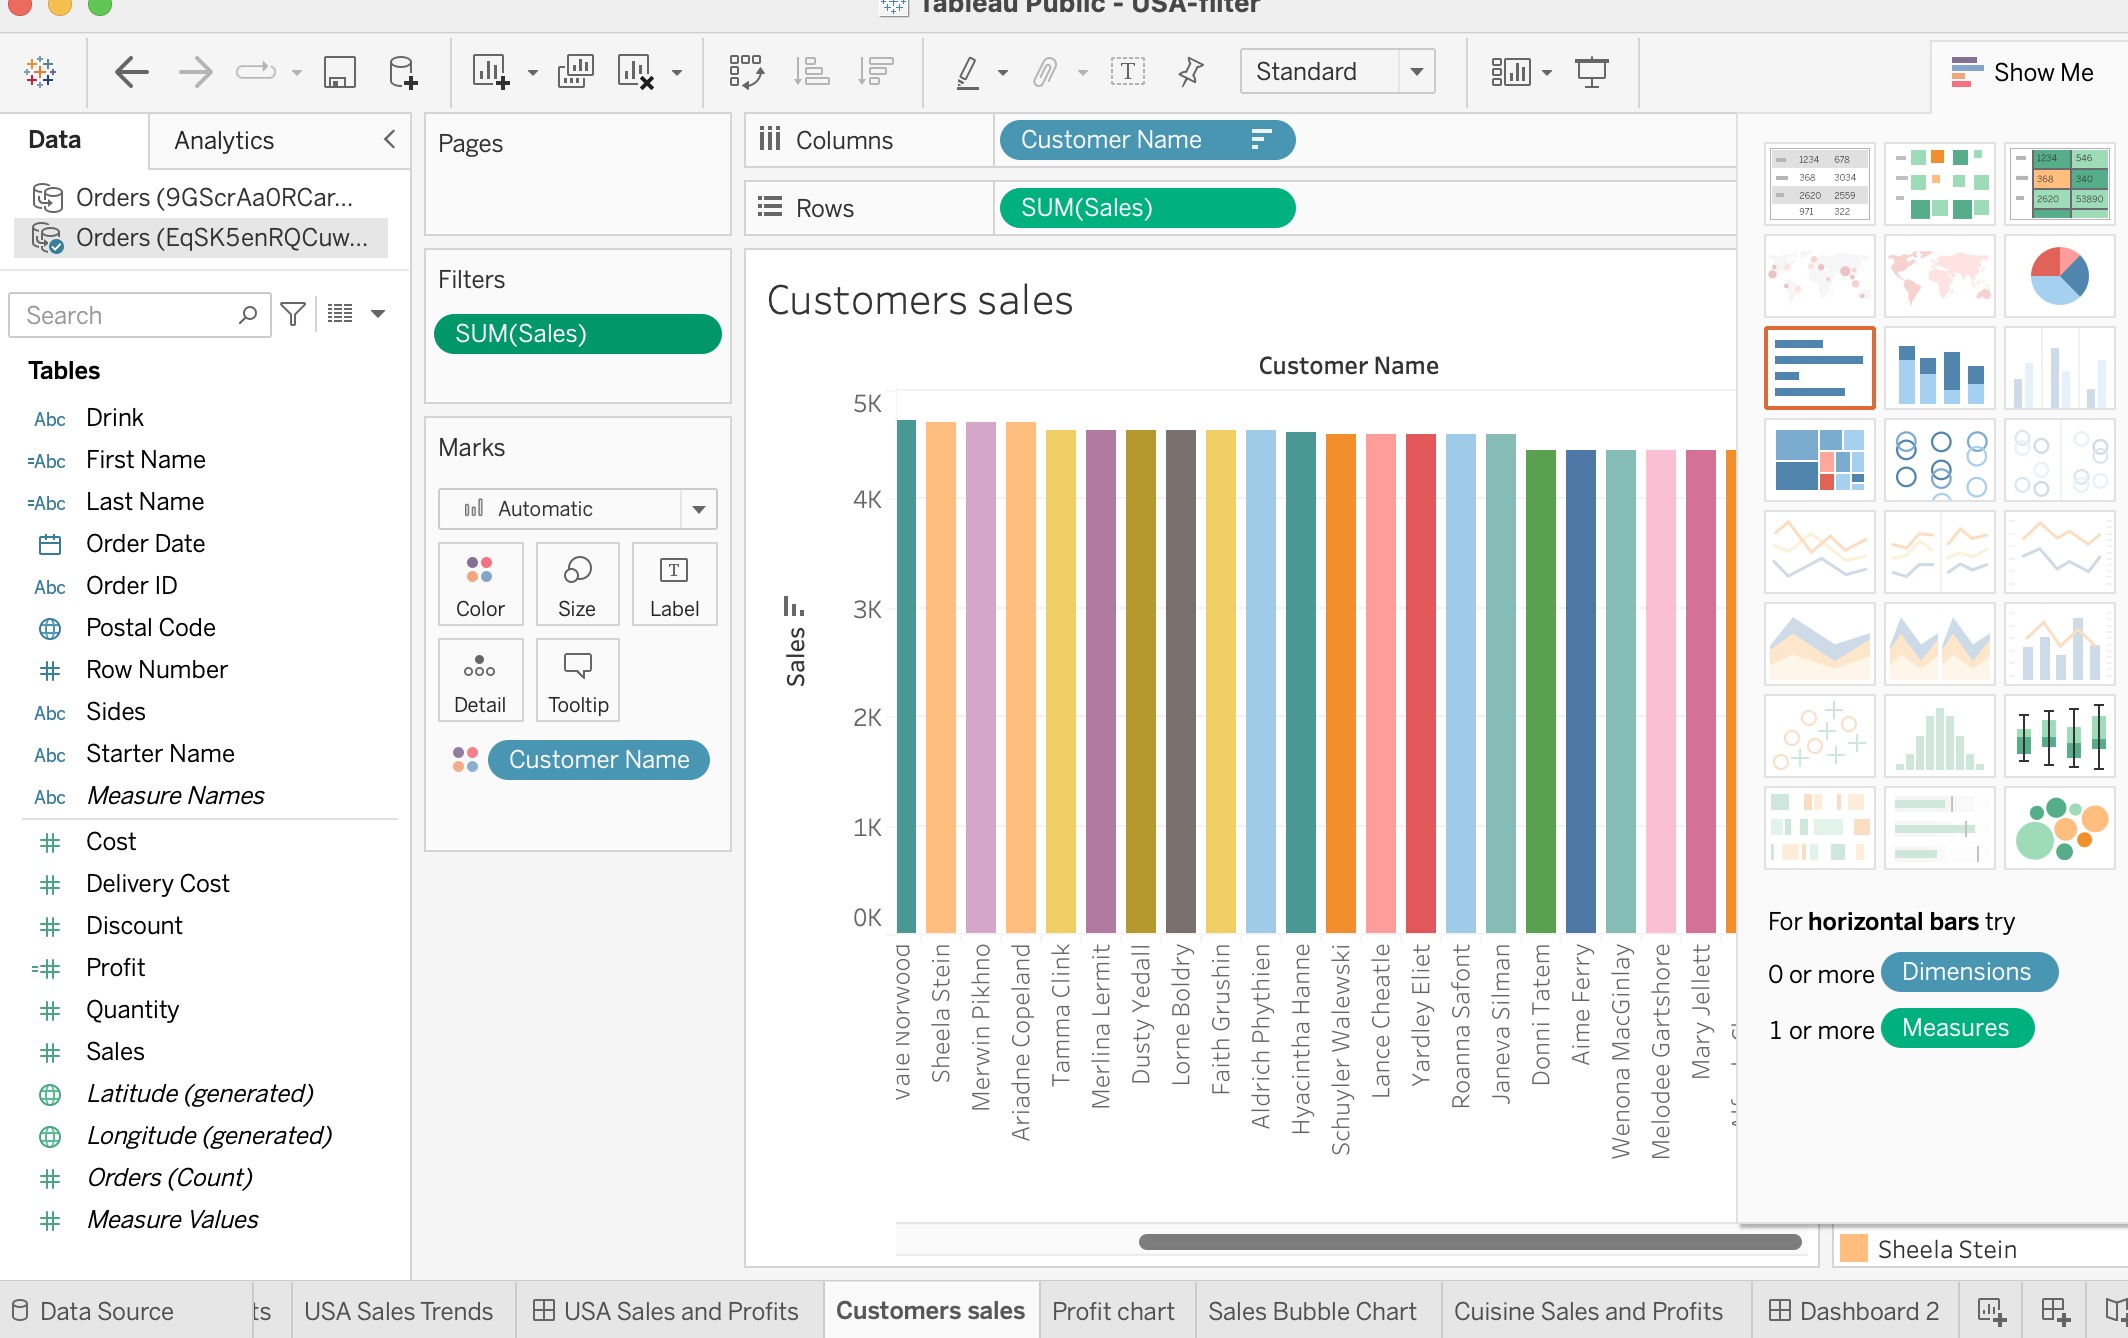 Tableau Public - USA-filter
Standard
Show Me
Data
Analytics
Orders (9GScrAa0RCar...
Orders (EqSK5enRQCuw...
Search
Tables
Abc Drink
=Abc First Name
=Abc Last Name
Order Date
Abc Order ID
Postal Code
Row Number
Abc Sides
Abc Starter Name
Abc Measure Names
Cost
Delivery Cost
Discount
Profit
Quantity
Sales
Latitude (generated)
Longitude (generated)
Orders (Count)
Measure Values
Pages
Filters
SUM(Sales)
Marks
Automatic
Color
Size
Label
Detail
Tooltip
Customer Name
Columns
Customer Name
Rows
SUM(Sales)
Customers sales
Customer Name
5K
4K
3K
2K
1K
0K
Sales
Vale Norwood
Sheela Stein
Merwin Pikhno
Ariadne Copeland
Tamma Clink
Merlina Lermit
Dusty Yedall
Lorne Boldry
Faith Grushin
Aldrich Phythien
Hyacintha Hanne
Schuyler Walewski
Lance Cheatle
Yardley Eliet
Roanna Safont
Janeva Silman
Donni Tatem
Aime Ferry
Wenona MacGinlay
Melodee Gartshore
Mary Jellett
1234 678
368 3034
2620 2559
971 322
1234 546
368 340
2620 53890
For horizontal bars try
0 or more Dimensions
1 or more Measures
Sheela Stein
Data Source
ts
USA Sales Trends
USA Sales and Profits
Customers sales
Profit chart
Sales Bubble Chart
Cuisine Sales and Profits
Dashboard 2